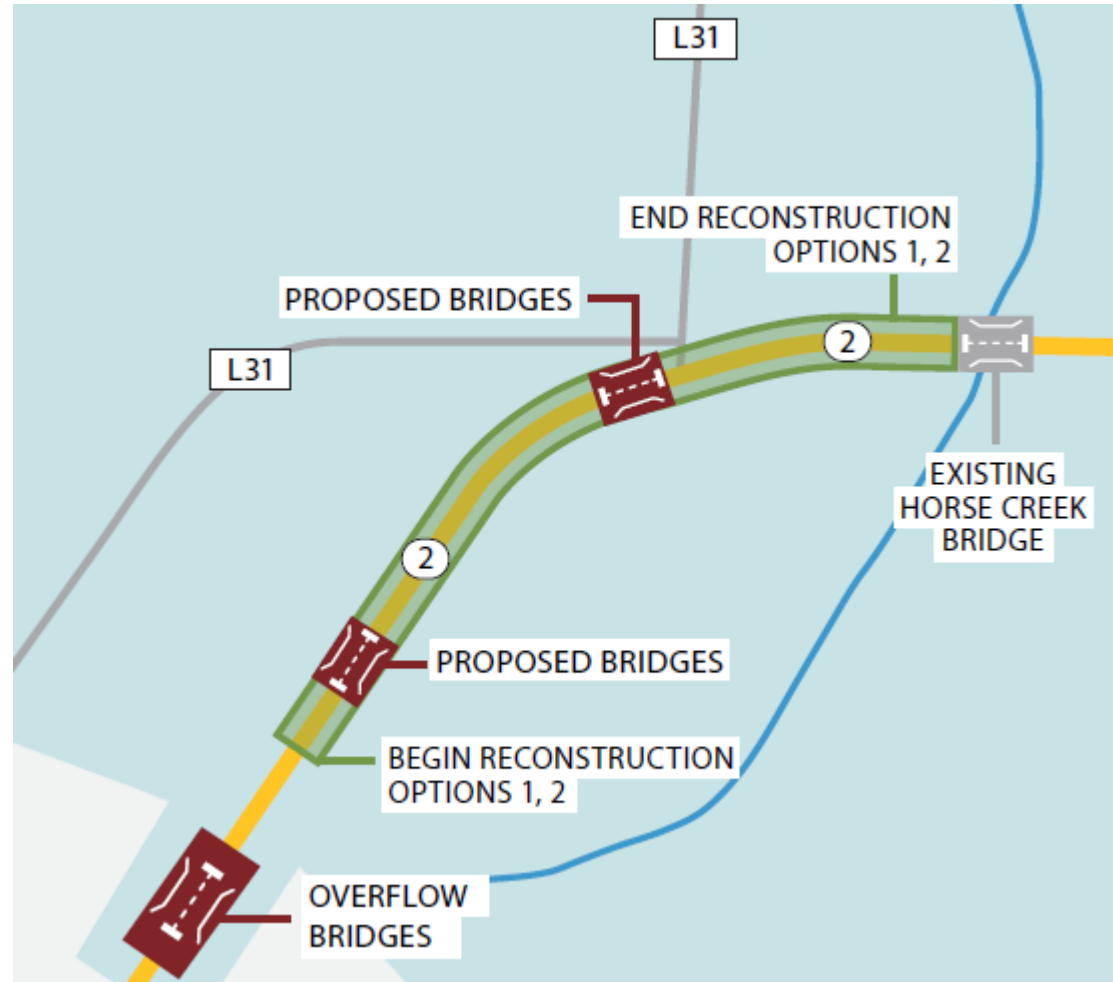 L31
END RECONSTRUCTION
OPTIONS 1, 2
PROPOSED BRIDGES
2
L31
EXISTING
HORSE CREEK
BRIDGE
2
PROPOSED BRIDGES
BEGIN RECONSTRUCTION
OPTIONS 1, 2
OVERFLOW
BRIDGES